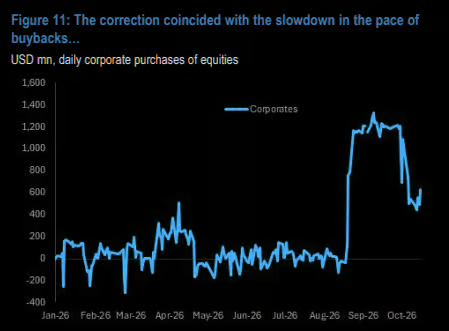 Figure 11: The correction coincided with the slowdown in the pace of
buybacks…
USD mn, daily corporate purchases of equities
1,600
1,400
1,200
1,000
800
600
400
200
0
-200
-400
Corporates
Jan-26 Feb-26 Mar-26 Apr-26 May-26 Jun-26 Jul-26 Aug-26 Sep-26 Oct-26